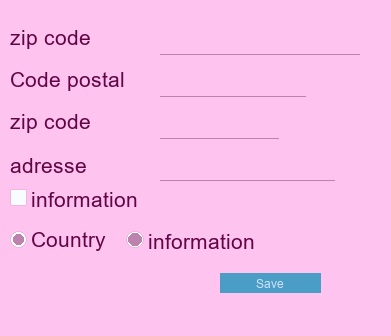 zip code
Code postal
zip code
adresse
information
Country information
Save